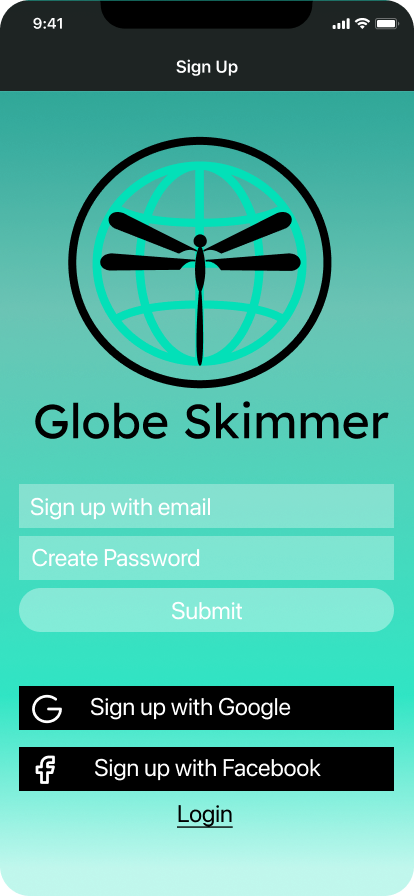 9:41
Sign Up
Globe Skimmer
Sign up with email
Create Password
Submit
Sign up with Google
Sign up with Facebook
Login